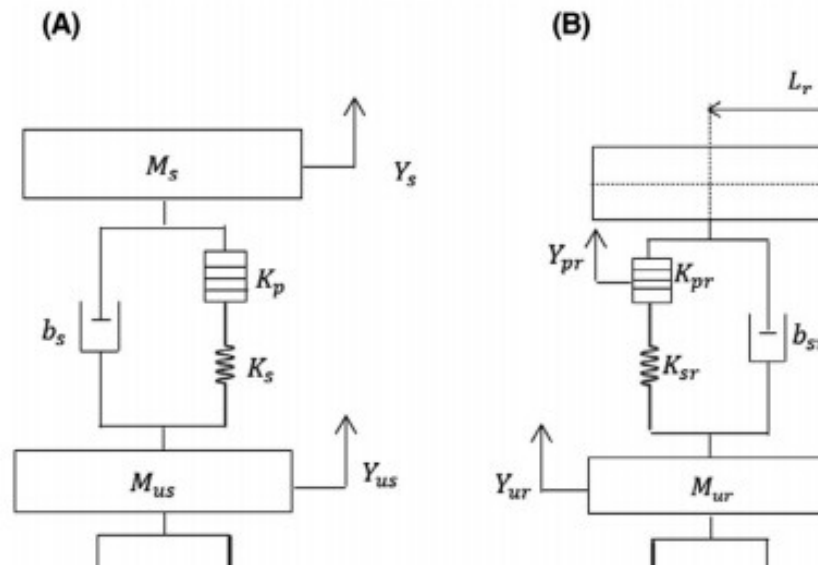 (A)
(B)
L_r
M_s
Y_s
Y_pr
K_p
K_pr
b_s
K_s
K_sr
M_us
Y_us
Y_ur
M_ur